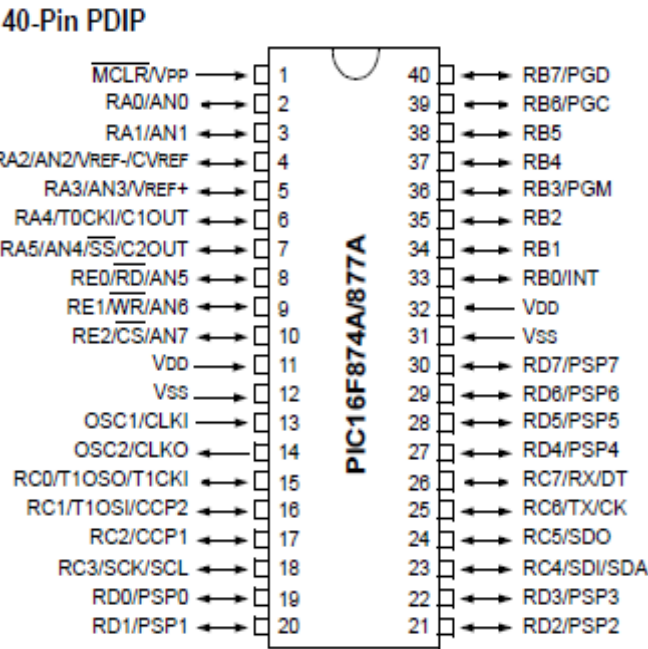 40-Pin PDIP
MCLR/VPP 1 40 RB7/PGD
RA0/AN0 2 39 RB6/PGC
RA1/AN1 3 38 RB5
RA2/AN2/VREF-/CVREF 4 37 RB4
RA3/AN3/VREF+ 5 36 RB3/PGM
RA4/T0CKI/C1OUT 6 35 RB2
RA5/AN4/SS/C2OUT 7 34 RB1
RE0/RD/AN5 8 33 RB0/INT
RE1/WR/AN6 9 32 VDD
RE2/CS/AN7 10 31 VSS
VDD 11 30 RD7/PSP7
VSS 12 29 RD6/PSP6
OSC1/CLKI 13 28 RD5/PSP5
OSC2/CLKO 14 27 RD4/PSP4
RC0/T1OSO/T1CKI 15 26 RC7/RX/DT
RC1/T1OSI/CCP2 16 25 RC6/TX/CK
RC2/CCP1 17 24 RC5/SDO
RC3/SCK/SCL 18 23 RC4/SDI/SDA
RD0/PSP0 19 22 RD3/PSP3
RD1/PSP1 20 21 RD2/PSP2
PIC16F874A/877A